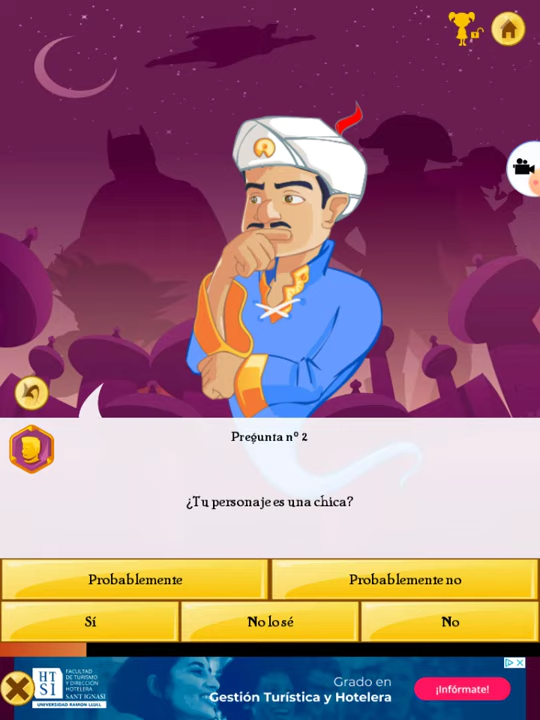 Pregunta nº 2
¿Tu personaje es una chica?
Probablemente
Probablemente no
Sí
No lo sé
No
HT
SI
FACULTAD
DE TURISMO
Y DIRECCIÓN
HOTELERA
SANT IGNASI
UNIVERSIDAD RAMON LLULL
Grado en
Gestión Turística y Hotelera
¡Infórmate!